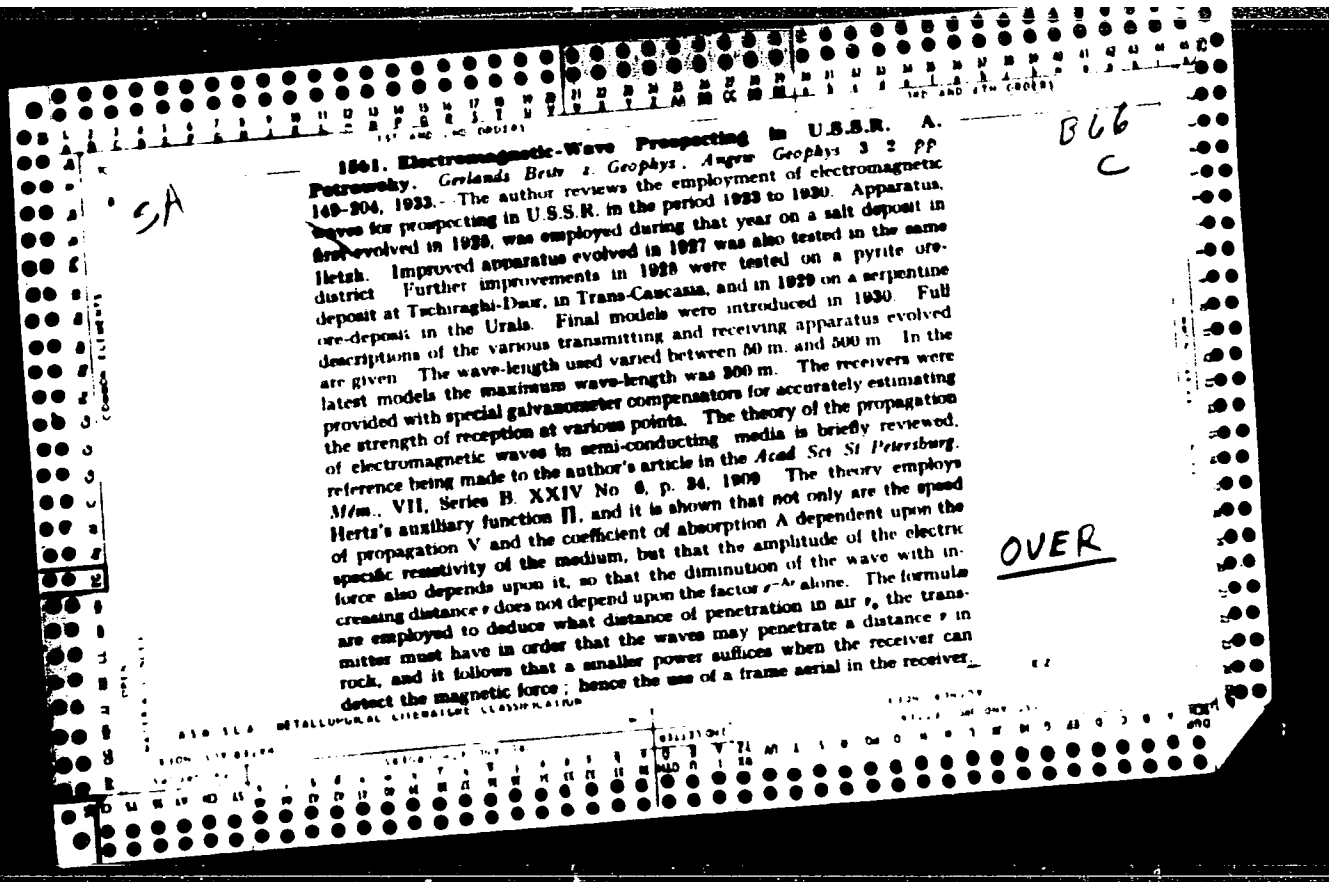 1ST AND 2ND ORDERS
3RD AND 4TH ORDERS
SA
B66
C
1561. Electromagnetic-Wave Prospecting in U.S.S.R. A.
Petrowsky. Gerlands Beitr z. Geophys., Angew Geophys 3 2 pp
149-204, 1933.- The author reviews the employment of electromagnetic
waves for prospecting in U.S.S.R. in the period 1923 to 1930. Apparatus,
first evolved in 1925, was employed during that year on a salt deposit in
Iletsk. Improved apparatus evolved in 1927 was also tested in the same
district Further improvements in 1928 were tested on a pyrite ore-
deposit at Tschiraghi-Dsor, in Trans-Caucasia, and in 1929 on a serpentine
ore-deposit in the Urals. Final models were introduced in 1930. Full
descriptions of the various transmitting and receiving apparatus evolved
are given The wave-length used varied between 50 m. and 500 m In the
latest models the maximum wave-length was 300 m. The receivers were
provided with special galvanometer compensators for accurately estimating
the strength of reception at various points. The theory of the propagation
of electromagnetic waves in semi-conducting media is briefly reviewed,
reference being made to the author's article in the Acad Sci St Petersburg.
Mém., VII, Series B. XXIV No 6, p. 34, 1909 The theory employs
Hertz's auxiliary function Π, and it is shown that not only are the speed
of propagation V and the coefficient of absorption A dependent upon the
specific resistivity of the medium, but that the amplitude of the electric
force also depends upon it, so that the diminution of the wave with in-
creasing distance r does not depend upon the factor e-Ar alone. The formulæ
are employed to deduce what distance of penetration in air r, the trans-
mitter must have in order that the waves may penetrate a distance r in
rock, and it follows that a smaller power suffices when the receiver can
detect the magnetic force ; hence the use of a frame aerial in the receiver.
OVER
COMMON ELEMENTS
METALLURGICAL LITERATURE CLASSIFICATION